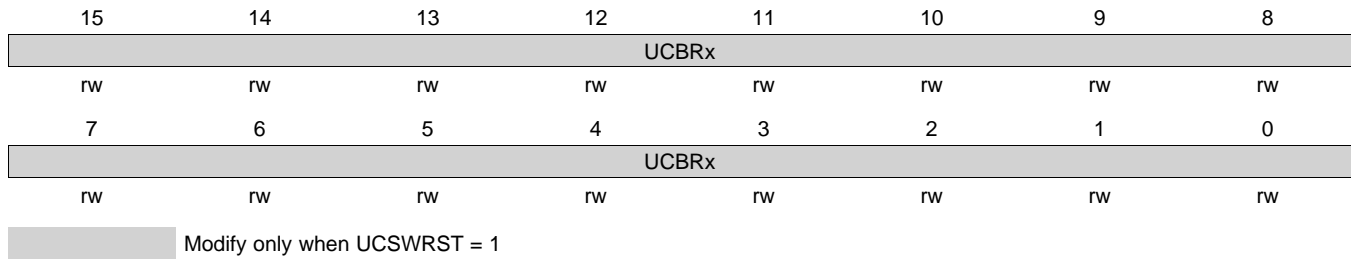 15 14 13 12 11 10 9 8
UCBRx
rw rw rw rw rw rw rw rw
7 6 5 4 3 2 1 0
UCBRx
rw rw rw rw rw rw rw rw
Modify only when UCSWRST = 1